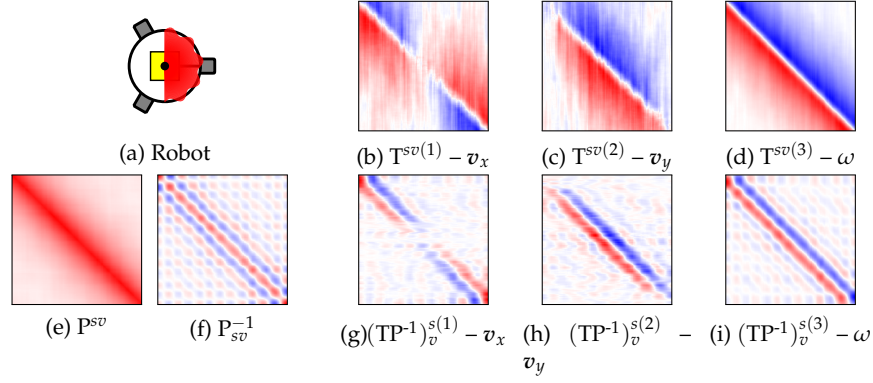 (a) Robot
(b) T^{sv(1)} – v_x
(c) T^{sv(2)} – v_y
(d) T^{sv(3)} – ω
(e) P^{sv}
(f) P_{sv}^{-1}
(g)(TP^{-1})_v^{s(1)} – v_x
(h) (TP^{-1})_v^{s(2)} –
v_y
(i) (TP^{-1})_v^{s(3)} – ω